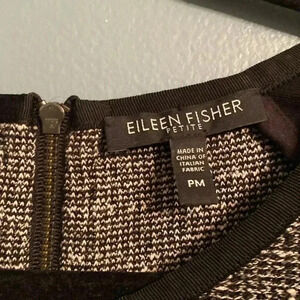 EILEEN FISHER
PETITE
MADE IN
CHINA OF
ITALIAN
FABRIC
PM